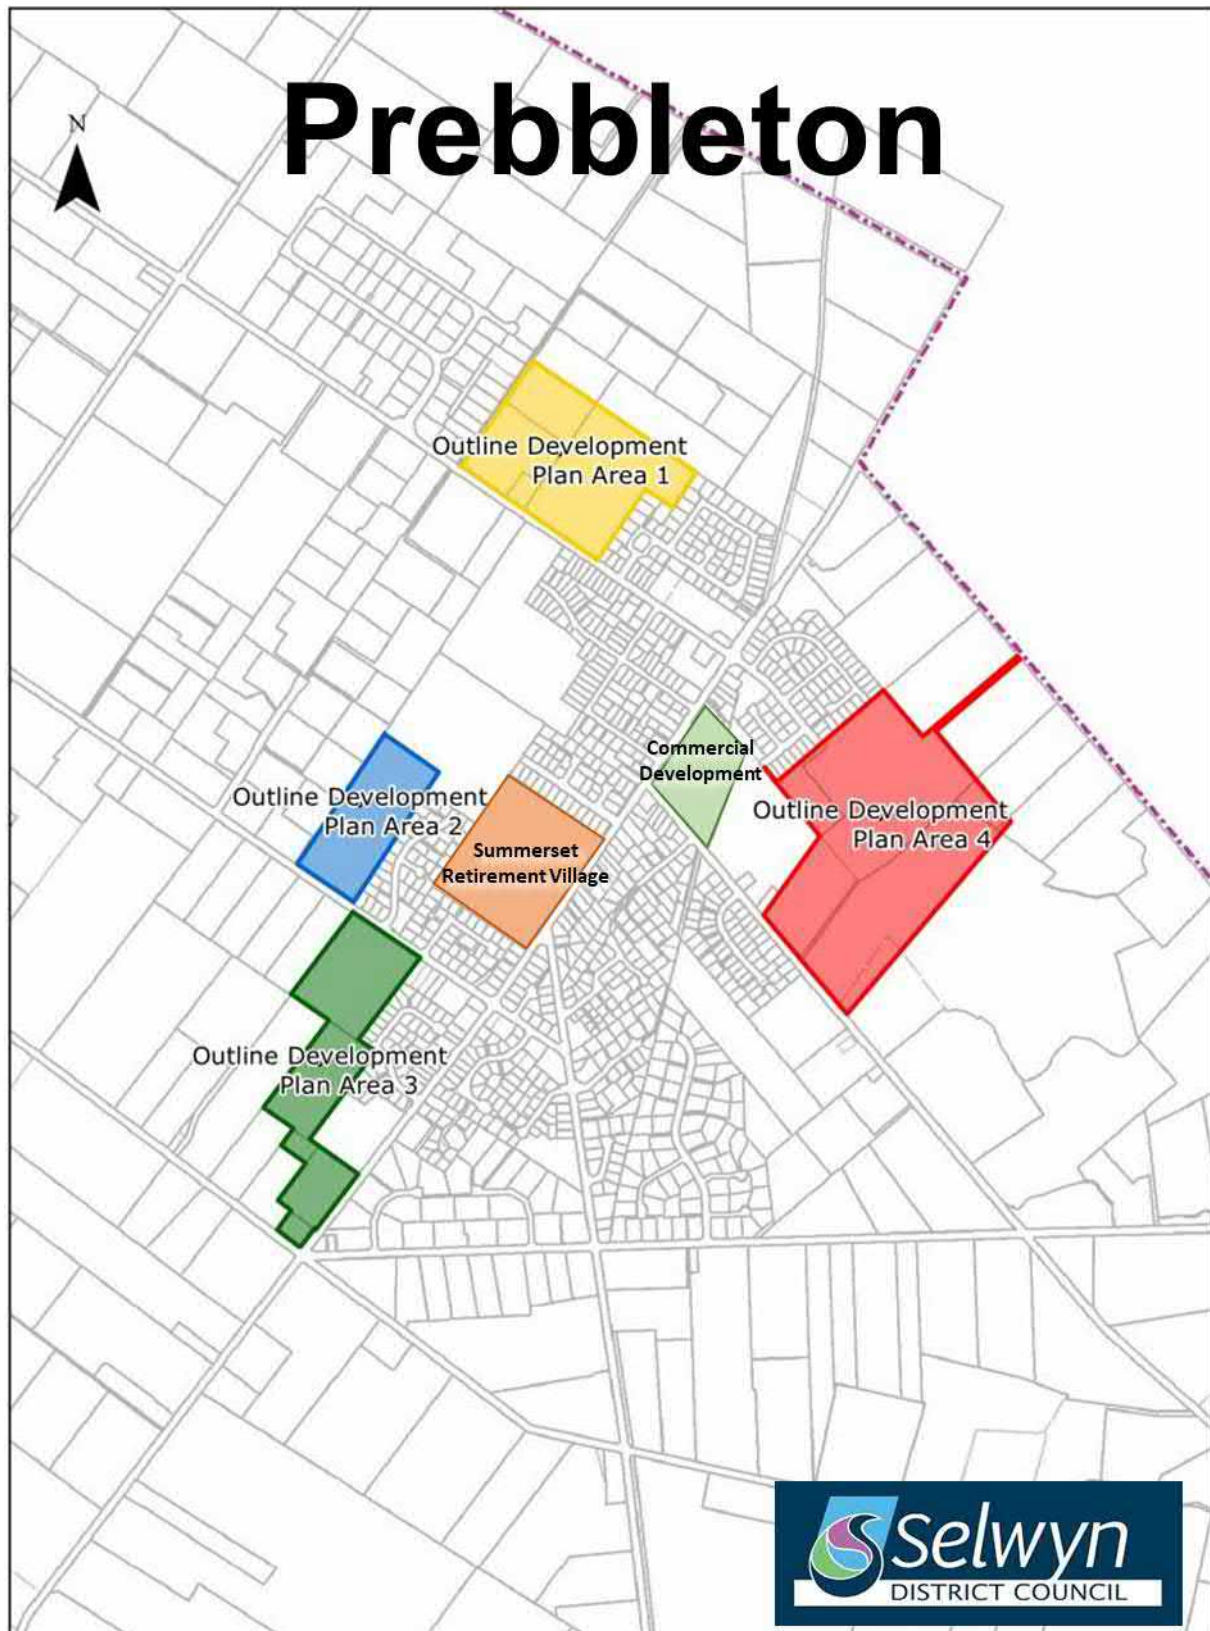 Prebbleton
N
Outline Development
Plan Area 1
Commercial
Development
Outline Development
Plan Area 2
Outline Development
Plan Area 4
Summerset
Retirement Village
Outline Development
Plan Area 3
Selwyn
DISTRICT COUNCIL